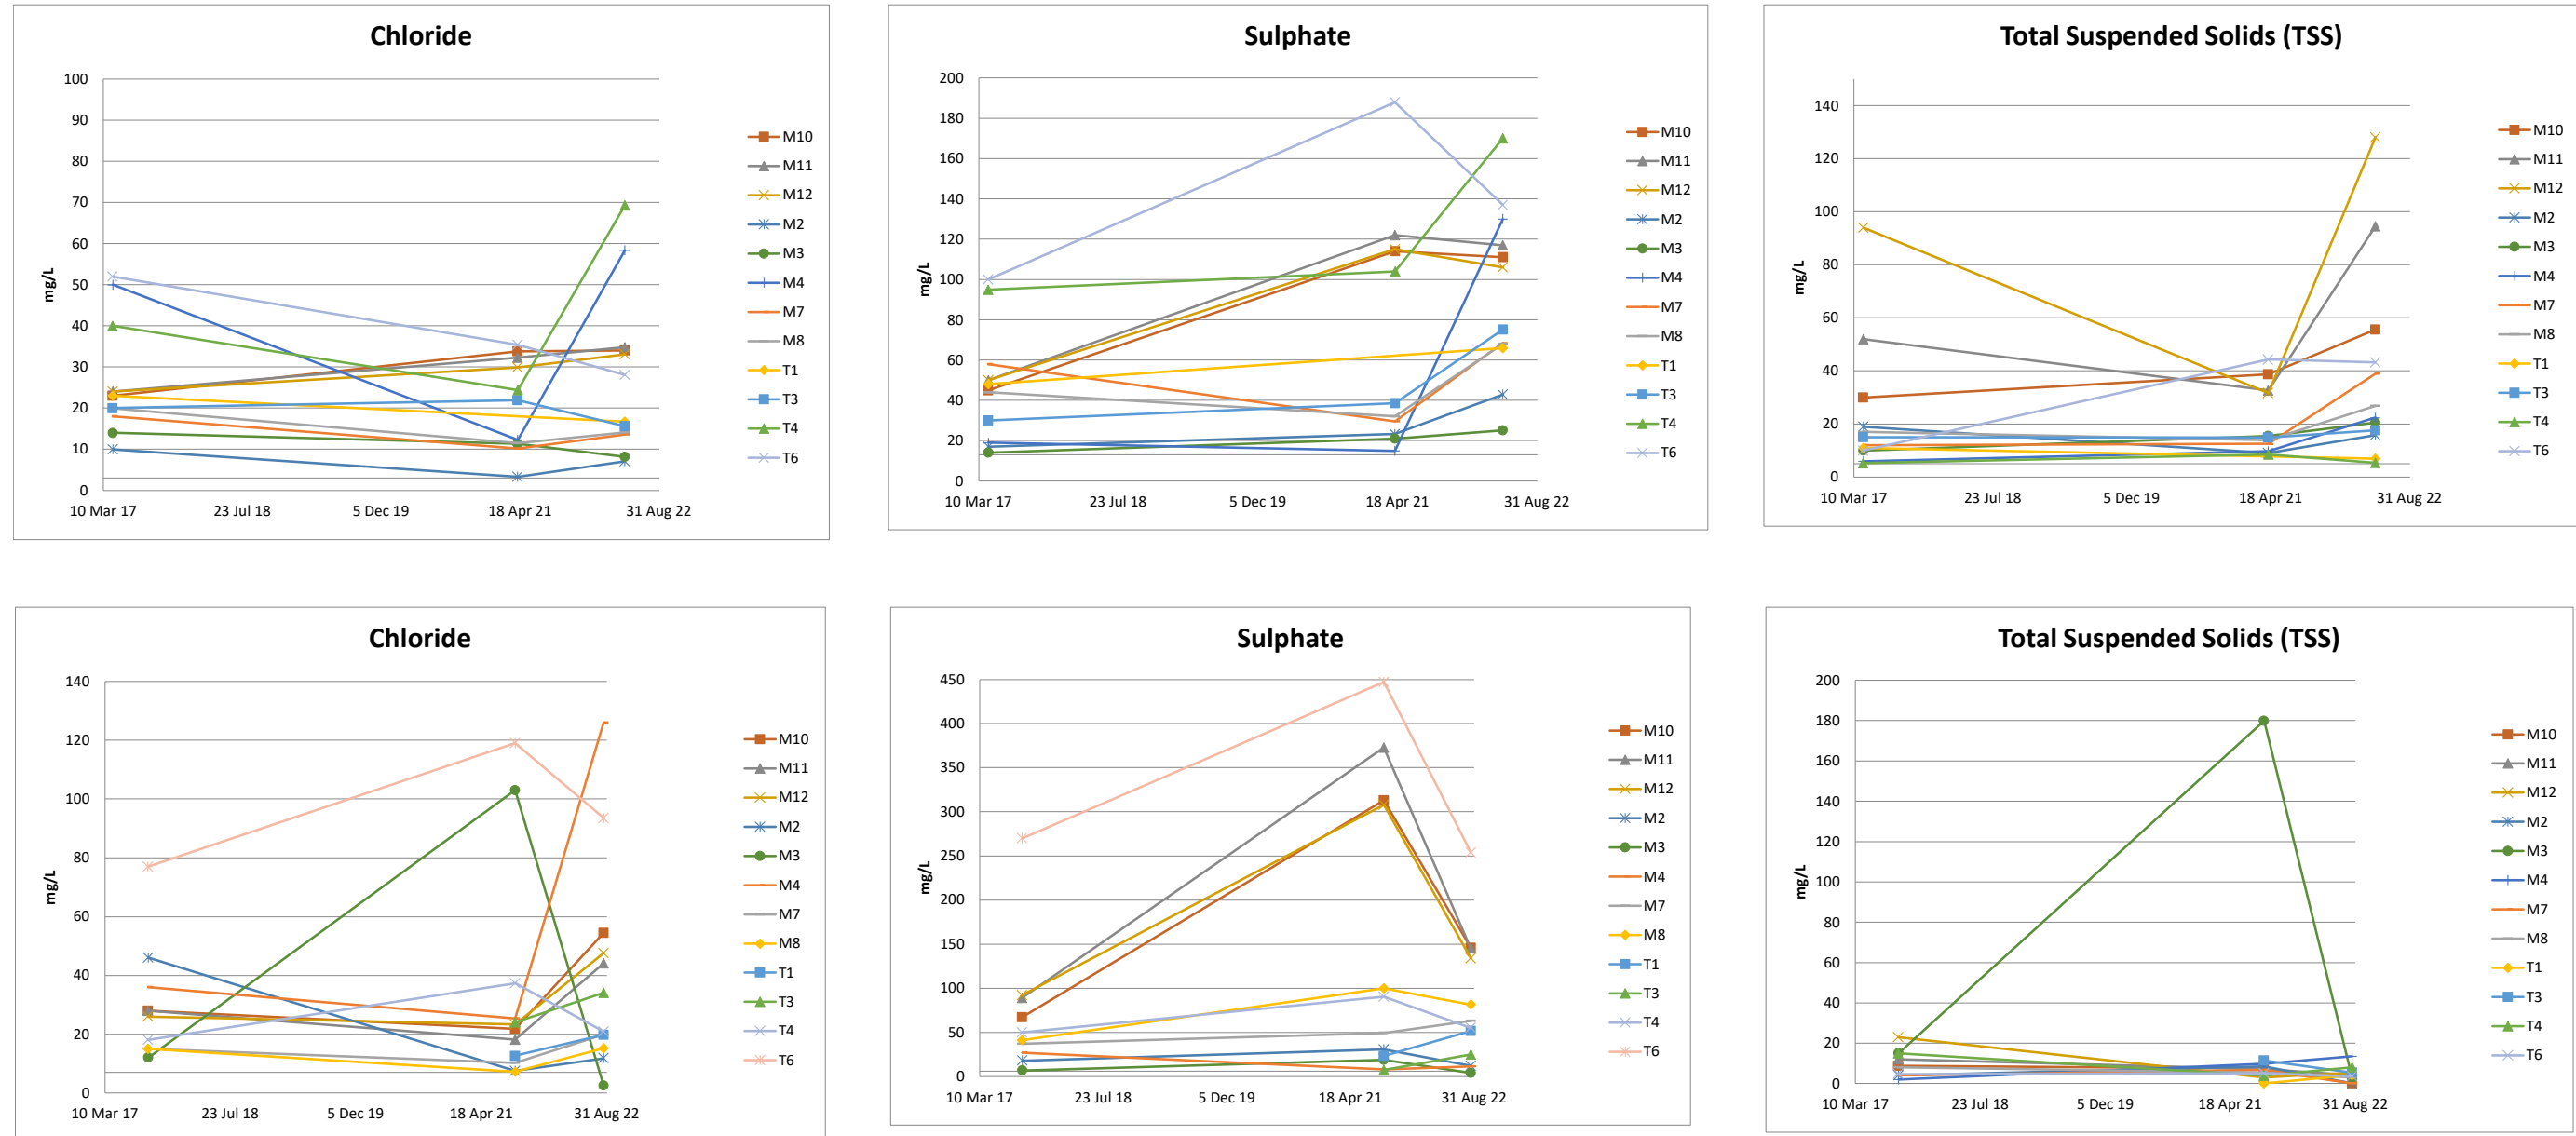 Chloride
100
90
80
70
60
50
40
30
20
10
0
mg/L
10 Mar 17
23 Jul 18
5 Dec 19
18 Apr 21
31 Aug 22
M10
M11
M12
M2
M3
M4
M7
M8
T1
T3
T4
T6
Sulphate
200
180
160
140
120
100
80
60
40
20
0
mg/L
10 Mar 17
23 Jul 18
5 Dec 19
18 Apr 21
31 Aug 22
M10
M11
M12
M2
M3
M4
M7
M8
T1
T3
T4
T6
Total Suspended Solids (TSS)
140
120
100
80
60
40
20
0
mg/L
10 Mar 17
23 Jul 18
5 Dec 19
18 Apr 21
31 Aug 22
M10
M11
M12
M2
M3
M4
M7
M8
T1
T3
T4
T6
Chloride
140
120
100
80
60
40
20
0
mg/L
10 Mar 17
23 Jul 18
5 Dec 19
18 Apr 21
31 Aug 22
M10
M11
M12
M2
M3
M4
M7
M8
T1
T3
T4
T6
Sulphate
450
400
350
300
250
200
150
100
50
0
mg/L
10 Mar 17
23 Jul 18
5 Dec 19
18 Apr 21
31 Aug 22
M10
M11
M12
M2
M3
M4
M7
M8
T1
T3
T4
T6
Total Suspended Solids (TSS)
200
180
160
140
120
100
80
60
40
20
0
mg/L
10 Mar 17
23 Jul 18
5 Dec 19
18 Apr 21
31 Aug 22
M10
M11
M12
M2
M3
M4
M7
M8
T1
T3
T4
T6